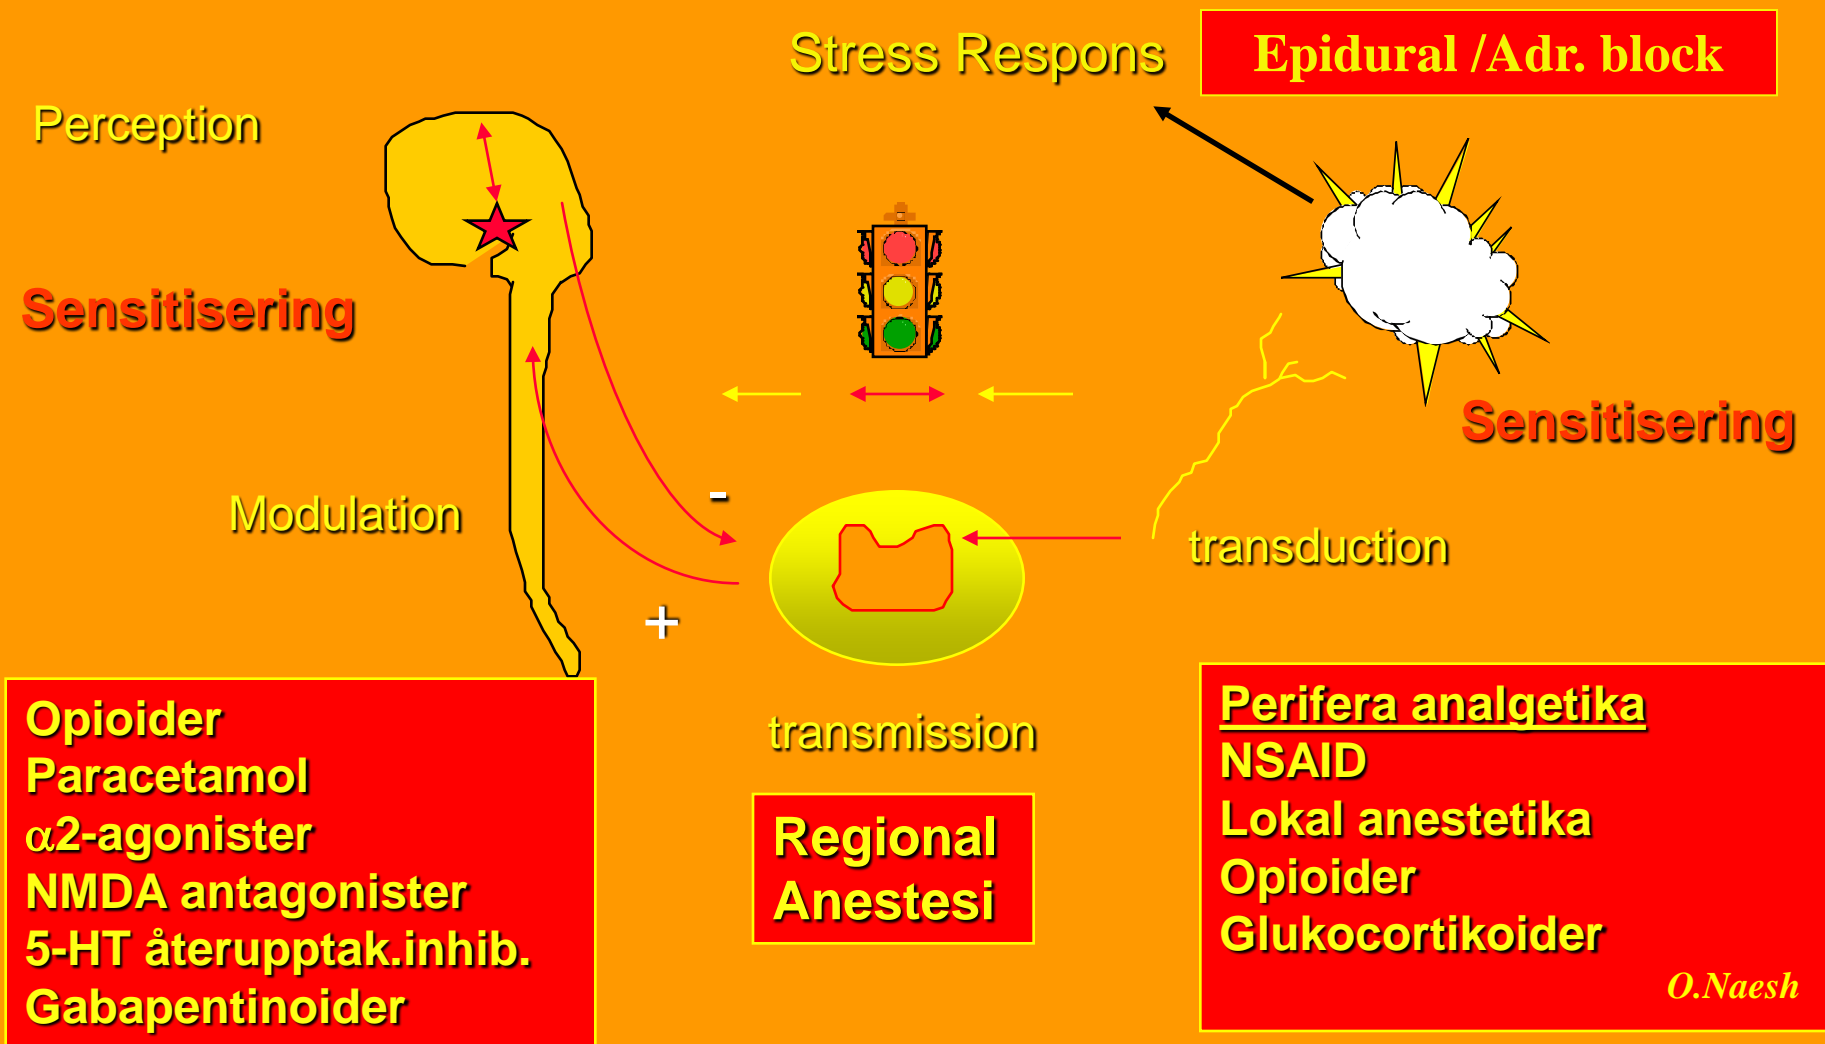 Stress Respons
Epidural /Adr. block
Perception
Sensitisering
Sensitisering
Modulation
-
+
transduction
transmission
Opioider
Paracetamol
α2-agonister
NMDA antagonister
5-HT återupptak.inhib.
Gabapentinoider
Regional
Anestesi
Perifera analgetika
NSAID
Lokal anestetika
Opioider
Glukocortikoider
O.Naesh